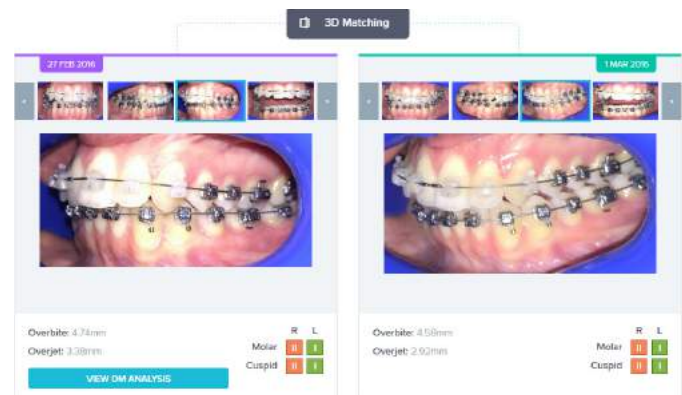 3D Matching
27 FEB 2016
1 MAR 2016
Overbite: 4.74mm
R L
Molar II I
Overjet: 3.38mm
Cuspid II I
VIEW OM ANALYSIS
Overbite: 4.58mm
R L
Molar II I
Overjet: 2.92mm
Cuspid II I